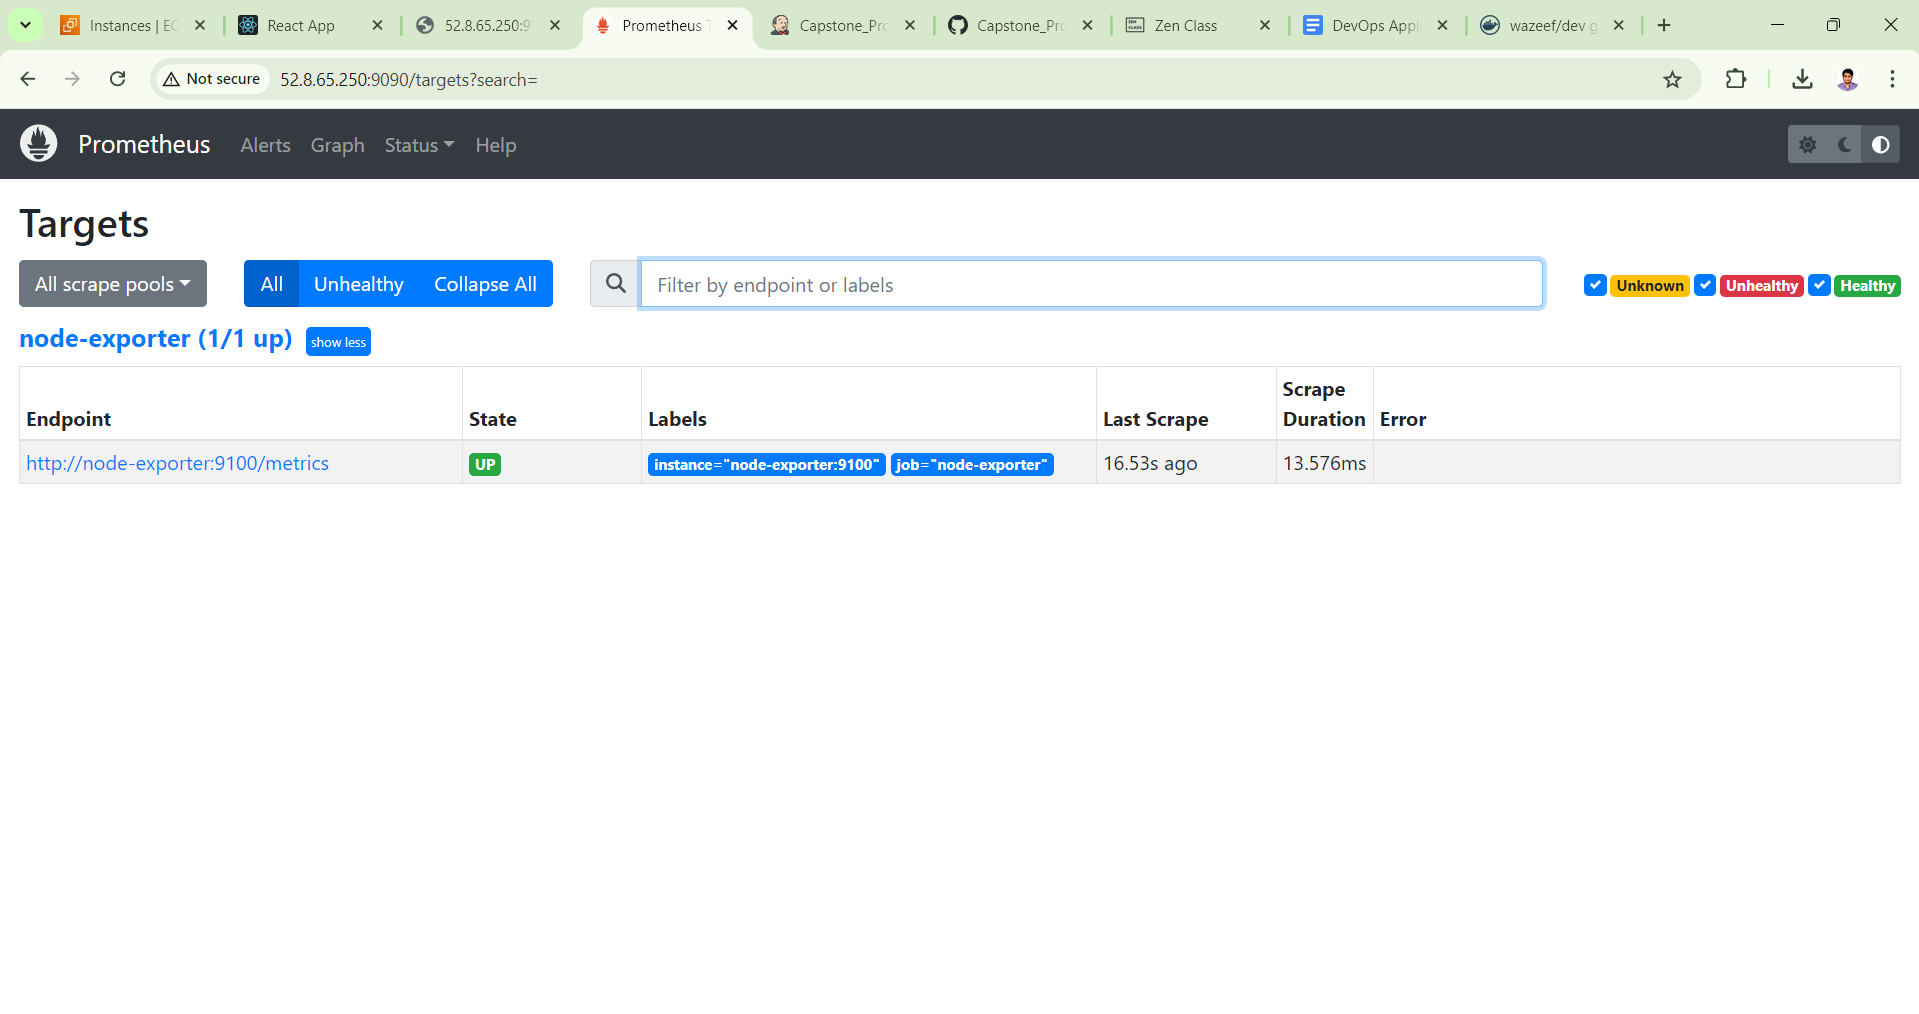 Instances | EC
React App
52.8.65.250:9
Prometheus T
Capstone_Pro
Capstone_Pro
Zen Class
DevOps Appl
wazeef/dev g
Not secure
52.8.65.250:9090/targets?search=
Prometheus Alerts Graph Status Help
Targets
All scrape pools
All Unhealthy Collapse All
Filter by endpoint or labels
Unknown Unhealthy Healthy
node-exporter (1/1 up) show less
Endpoint State Labels Last Scrape Scrape Duration Error
http://node-exporter:9100/metrics UP instance="node-exporter:9100" job="node-exporter" 16.53s ago 13.576ms